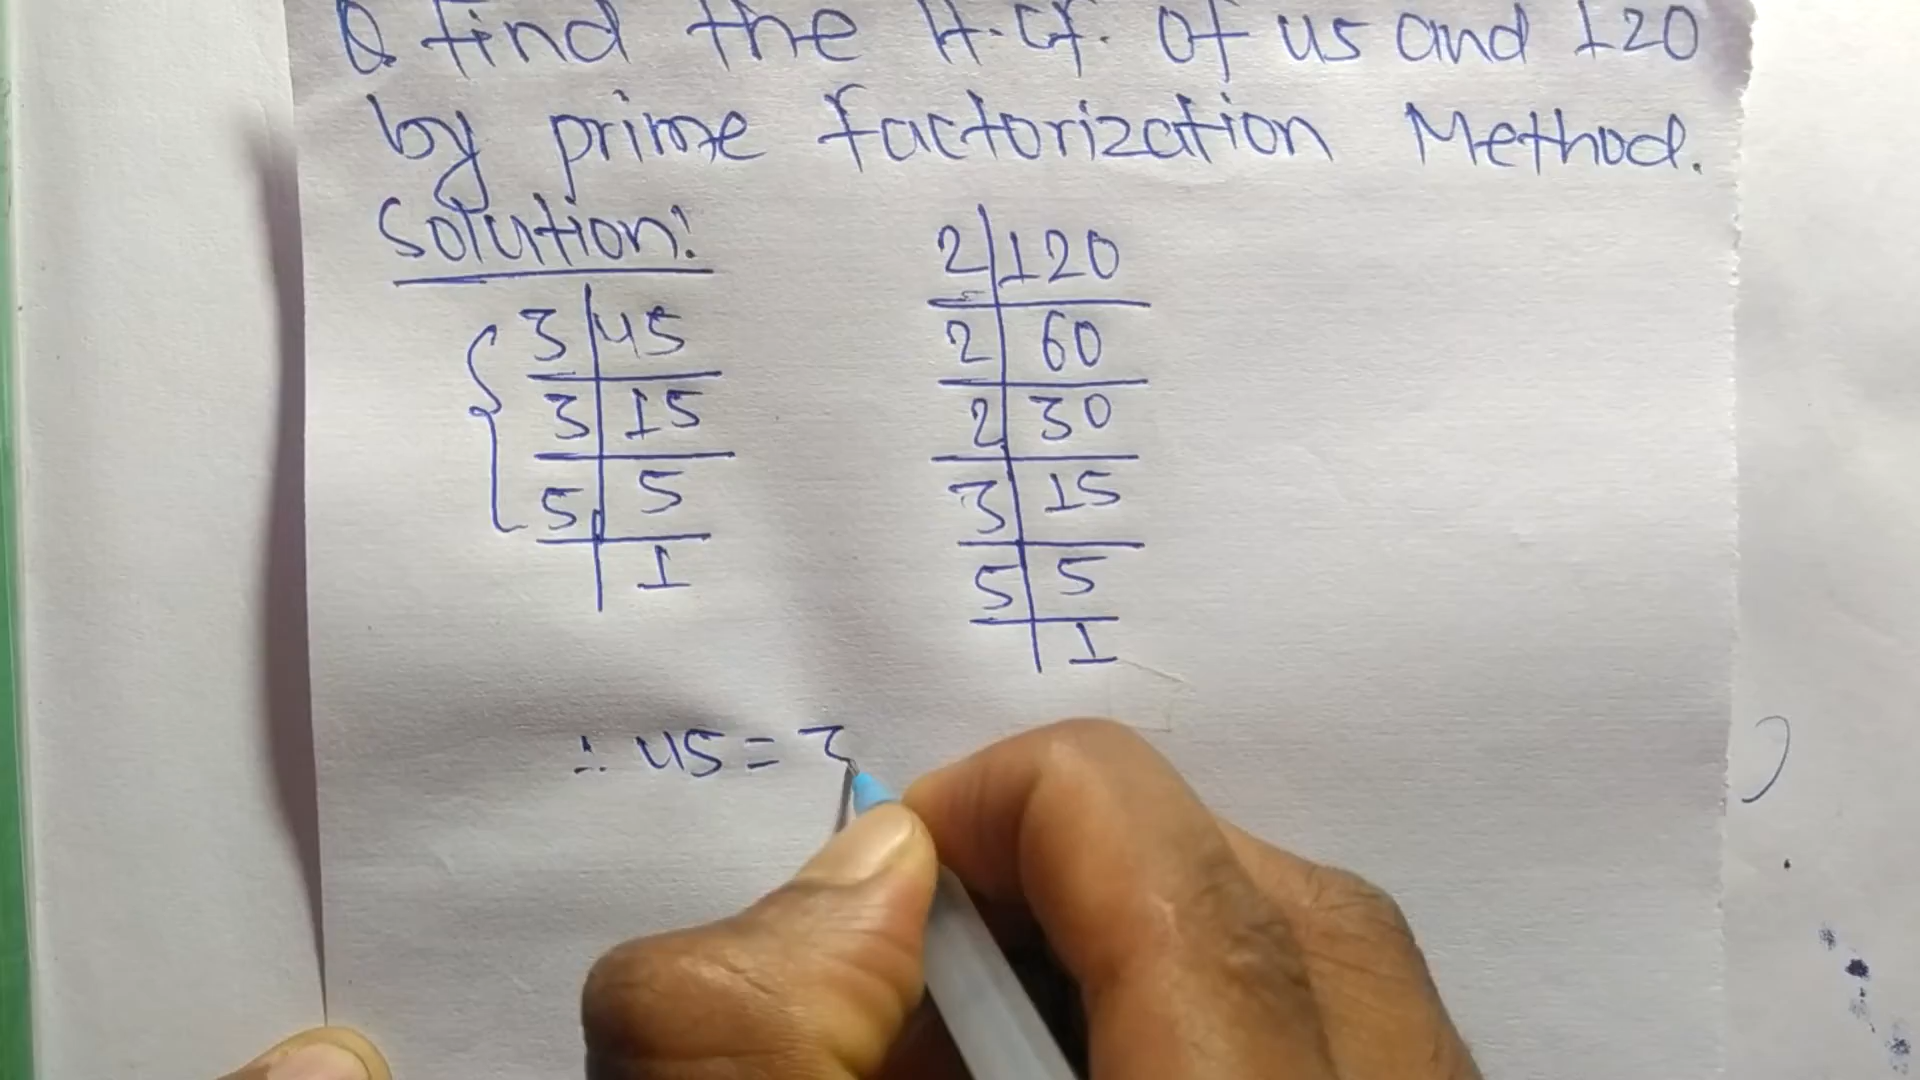 Q find the H.C.f. of 45 and 120
by prime factorization Method.
Solution:
3 45
3 15
5 5
1
2 120
2 60
2 30
3 15
5 5
1
∴ 45 = 3